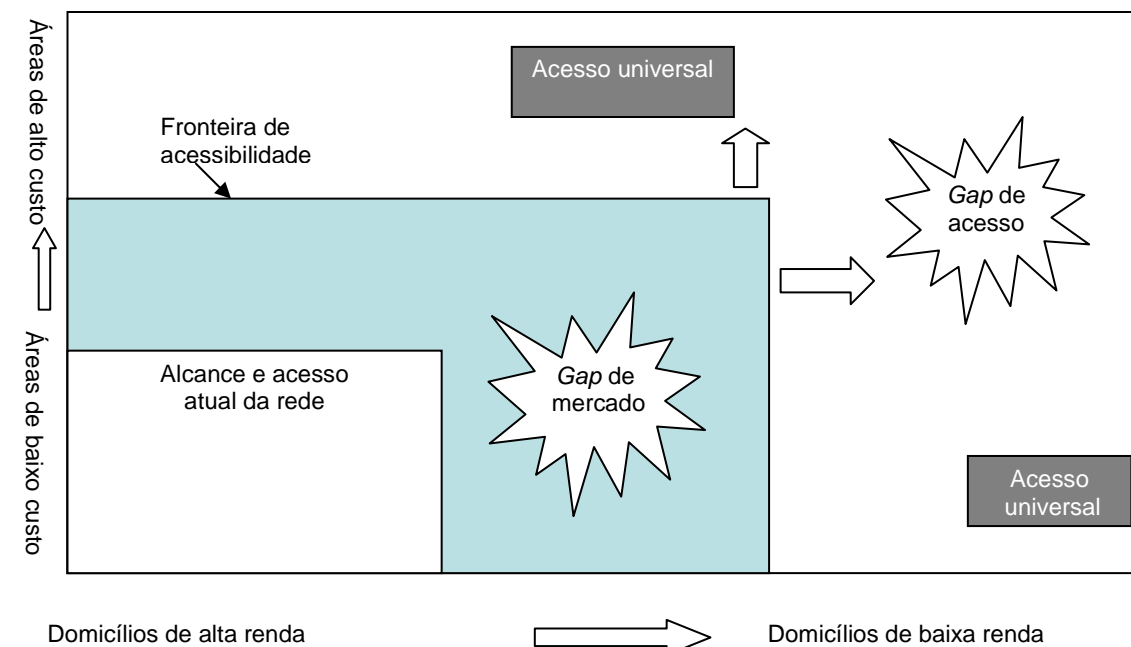 Áreas de alto custo
Áreas de baixo custo
Acesso universal
Fronteira de
acessibilidade
Gap de
acesso
Alcance e acesso
atual da rede
Gap de
mercado
Acesso
universal
Domicílios de alta renda
Domicílios de baixa renda